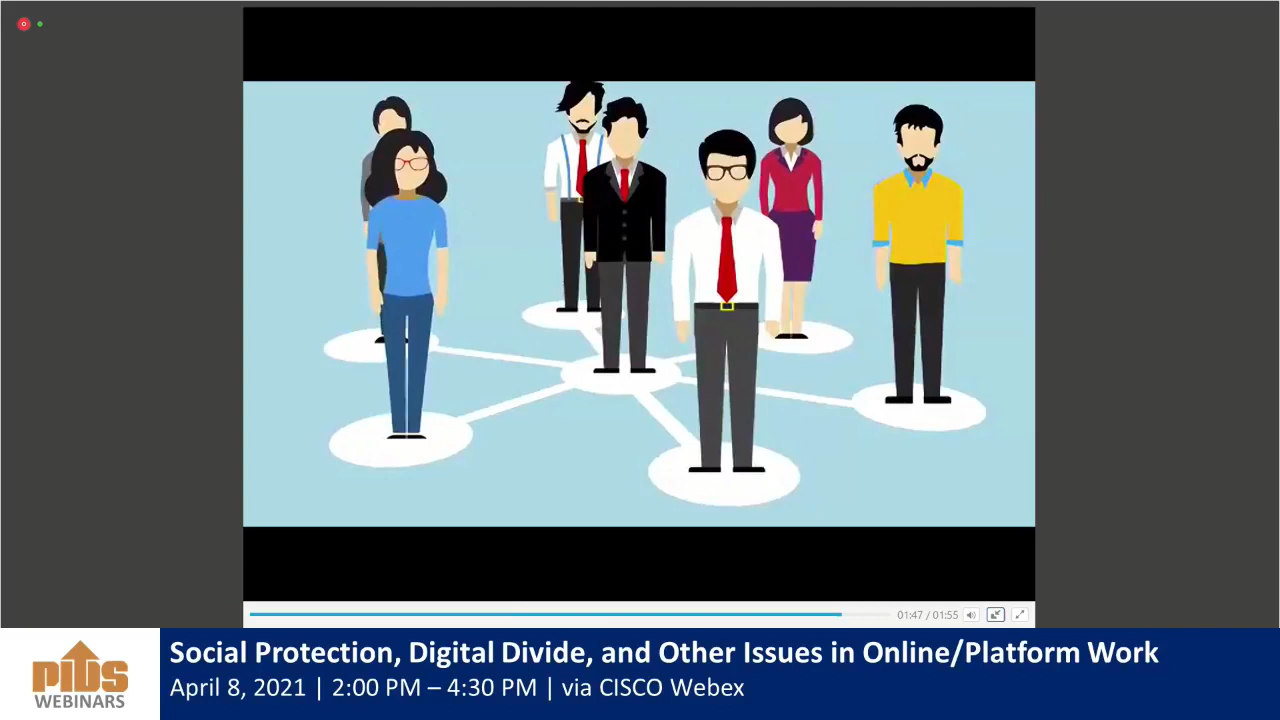 01:47 / 01:55
PIDS
WEBINARS
Social Protection, Digital Divide, and Other Issues in Online/Platform Work
April 8, 2021 | 2:00 PM – 4:30 PM | via CISCO Webex